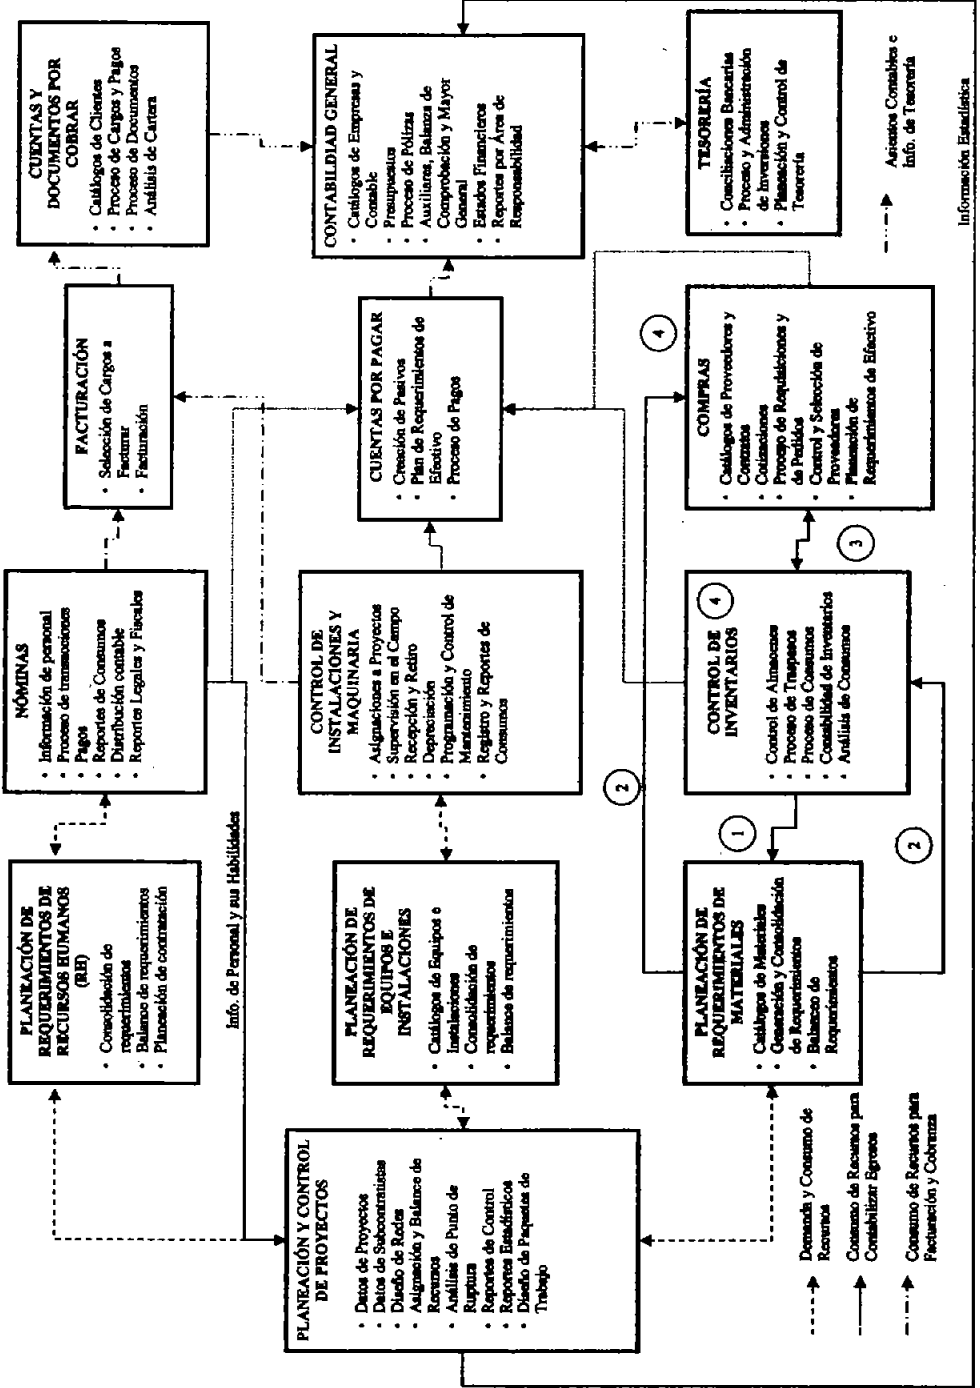 PLANEACIÓN Y CONTROL
DE PROYECTOS
• Datos de Proyectos
• Datos de Subcontratistas
• Diseño de Redes
• Asignación y Balance de
Recursos
• Análisis de Punto de
Ruptura
• Reportes de Control
• Reportes Estadísticos
• Diseño de Paquetes de
Trabajo
PLANEACIÓN DE
REQUERIMIENTOS DE
RECURSOS HUMANOS
(RH)
• Consolidación de
requerimientos
• Balance de requerimientos
• Planeación de contratación
NÓMINAS
• Información de personal
• Proceso de transacciones
• Pagos
• Reportes de Consumos
• Distribución contable
• Reportes Legales y Fiscales
FACTURACIÓN
• Selección de Cargos a
Facturar
• Facturación
CUENTAS Y
DOCUMENTOS POR
COBRAR
• Catálogos de Clientes
• Proceso de Cargos y Pagos
• Proceso de Documentos
• Análisis de Cartera
Info. de Personal y sus Habilidades
PLANEACIÓN DE
REQUERIMIENTOS DE
EQUIPOS E
INSTALACIONES
• Catálogos de Equipos e
Instalaciones
• Consolidación de
requerimientos
• Balance de requerimientos
CONTROL DE
INSTALACIONES Y
MAQUINARIA
• Asignaciones a Proyectos
• Supervisión en el Campo
• Recepción y Retiro
• Depreciación
• Programación y Control de
Mantenimiento
• Registro y Reportes de
Consumos
CUENTAS POR PAGAR
• Creación de Pasivos
• Plan de Requerimientos de
Efectivo
• Proceso de Pagos
CONTABILDIAD GENERAL
• Catálogos de Empresas y
Contable
• Presupuestos
• Proceso de Pólizas
• Auxiliares, Balanza de
Comprobación y Mayor
General
• Estados Financieros
• Reportes por Área de
Responsabilidad
PLANEACIÓN DE
REQUERIMIENTOS DE
MATERIALES
• Catálogos de Materiales
• Generación y Consolidación
de Requerimientos
• Balanceo de
Requerimientos
1
2
2
CONTROL DE
INVENTARIOS
4
• Control de Almacenes
• Proceso de Traspasos
• Proceso de Consumos
• Contabilidad de Inventarios
• Análisis de Consumos
3
COMPRAS
4
• Catálogos de Proveedores y
Contratos
• Cotizaciones
• Proceso de Requisiciones y
de Pedidos
• Control y Selección de
Proveedores
• Planeación de
Requerimientos de Efectivo
TESORERÍA
• Conciliaciones Bancarias
• Proceso y Administración
de Inversiones
• Planeación y Control de
Tesorería
Demanda y Consumo de
Recursos
Consumo de Recursos para
Contabilizar Egresos
Consumo de Recursos para
Facturación y Cobranza
Asientos Contables e
info. de Tesorería
Información Estadística